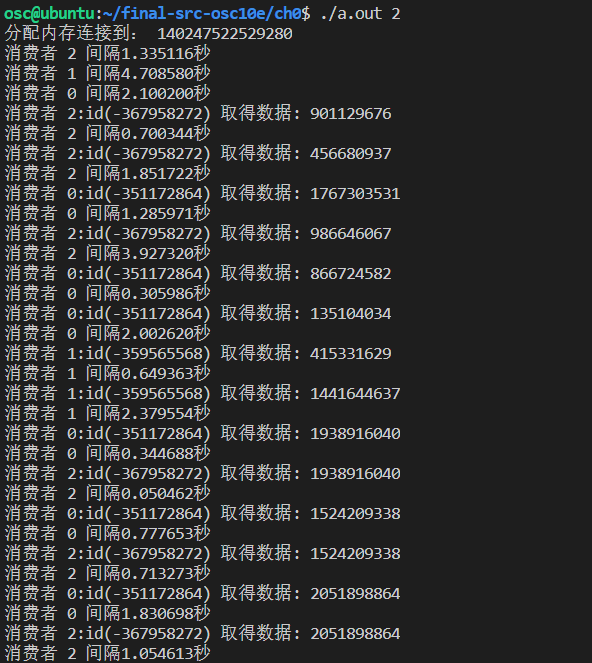 osc@ubuntu:~/final-src-osc10e/ch0$ ./a.out 2
分配内存连接到: 140247522529280
消费者 2 间隔1.335116秒
消费者 1 间隔4.708580秒
消费者 0 间隔2.100200秒
消费者 2:id(-367958272) 取得数据: 901129676
消费者 2 间隔0.700344秒
消费者 2:id(-367958272) 取得数据: 456680937
消费者 2 间隔1.851722秒
消费者 0:id(-351172864) 取得数据: 1767303531
消费者 0 间隔1.285971秒
消费者 2:id(-367958272) 取得数据: 986646067
消费者 2 间隔3.927320秒
消费者 0:id(-351172864) 取得数据: 866724582
消费者 0 间隔0.305986秒
消费者 0:id(-351172864) 取得数据: 135104034
消费者 0 间隔2.002620秒
消费者 1:id(-359565568) 取得数据: 415331629
消费者 1 间隔0.649363秒
消费者 1:id(-359565568) 取得数据: 1441644637
消费者 1 间隔2.379554秒
消费者 0:id(-351172864) 取得数据: 1938916040
消费者 0 间隔0.344688秒
消费者 2:id(-367958272) 取得数据: 1938916040
消费者 2 间隔0.050462秒
消费者 0:id(-351172864) 取得数据: 1524209338
消费者 0 间隔0.777653秒
消费者 2:id(-367958272) 取得数据: 1524209338
消费者 2 间隔0.713273秒
消费者 0:id(-351172864) 取得数据: 2051898864
消费者 0 间隔1.830698秒
消费者 2:id(-367958272) 取得数据: 2051898864
消费者 2 间隔1.054613秒